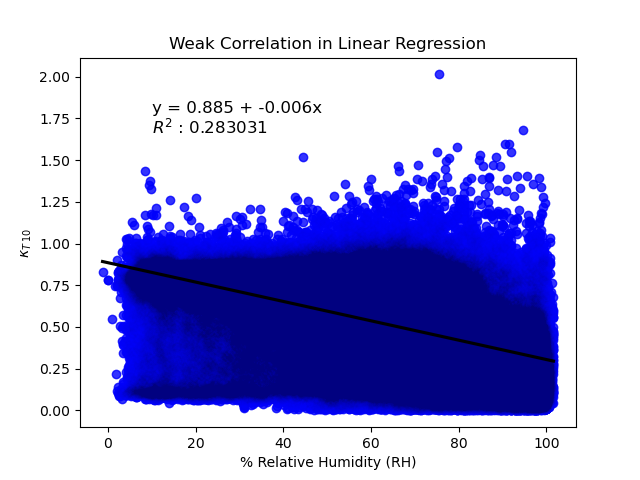 Weak Correlation in Linear Regression
2.00
1.75
1.50
1.25
1.00
0.75
0.50
0.25
0.00
κT10
y = 0.885 + -0.006x
R² : 0.283031
0 20 40 60 80 100
% Relative Humidity (RH)